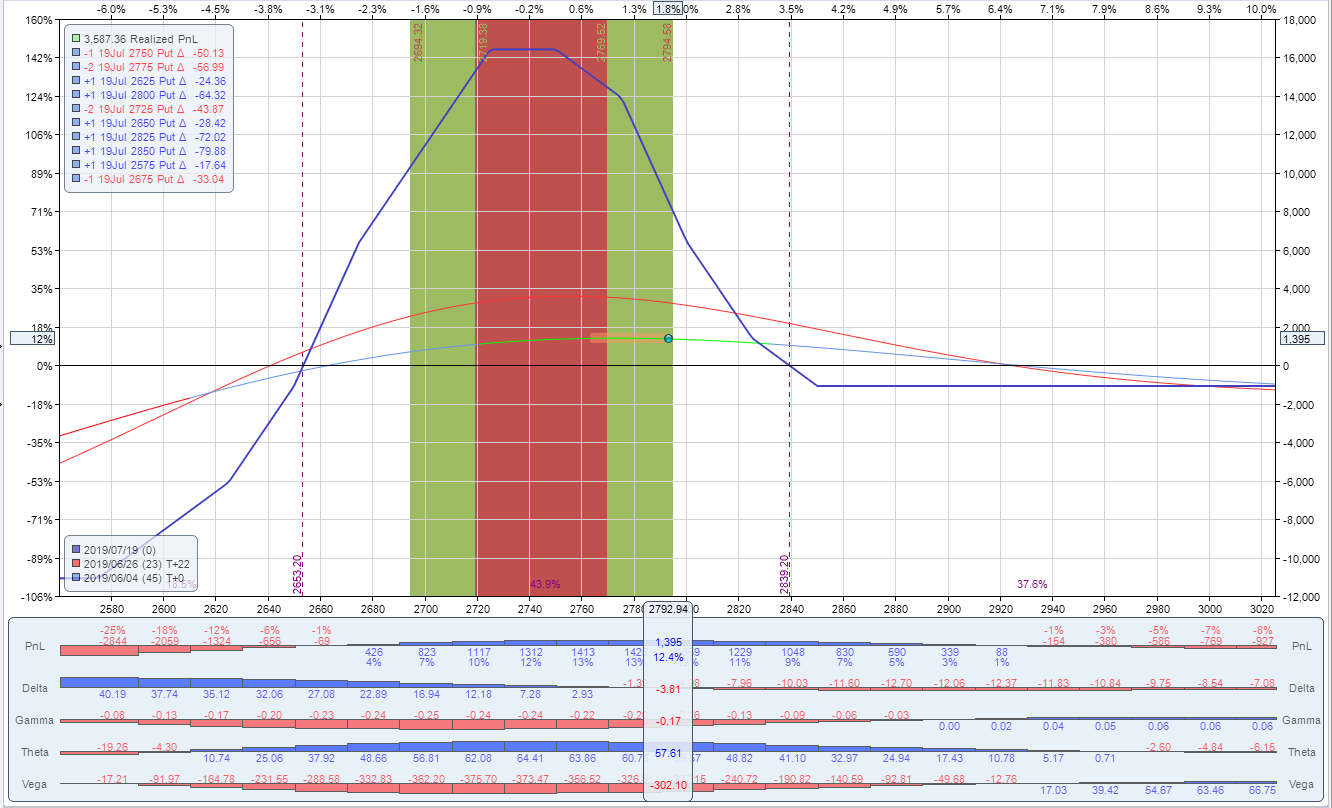 -6.0% -5.3% -4.5% -3.8% -3.1% -2.3% -1.6% -0.9% -0.2% 0.6% 1.3% 1.8% 2.8% 3.5% 4.2% 4.9% 5.7% 6.4% 7.1% 7.9% 8.6% 9.3% 10.0%
160% 18,000
142% 16,000
124% 14,000
106% 12,000
89% 10,000
71% 8,000
53% 6,000
35% 4,000
18% 2,000
12% 1,395
0% 0
-18% -2,000
-35% -4,000
-53% -6,000
-71% -8,000
-89% -10,000
-106% -12,000
3,587.36 Realized PnL
-1 19Jul 2750 Put Δ -50.13
-2 19Jul 2775 Put Δ -56.99
+1 19Jul 2625 Put Δ -24.36
+1 19Jul 2800 Put Δ -64.32
-2 19Jul 2725 Put Δ -43.87
+1 19Jul 2650 Put Δ -28.42
+1 19Jul 2825 Put Δ -72.02
+1 19Jul 2850 Put Δ -79.88
+1 19Jul 2575 Put Δ -17.64
-1 19Jul 2675 Put Δ -33.04
2694.32
2719.38
2769.52
2794.58
2653.20
2839.20
2019/07/19 (0)
2019/06/26 (23) T+22
2019/06/04 (45) T+0
18.5% 43.9% 37.6%
2580 2600 2620 2640 2660 2680 2700 2720 2740 2760 2792.94 2820 2840 2860 2880 2900 2920 2940 2960 2980 3000 3020
-25% -18% -12% -6% -1% -1% -3% -5% -7% -8%
PnL -2844 -2059 -1324 -656 -69 1,395 -154 -380 -586 -769 -927 PnL
426 823 1117 1312 1413 1229 1048 830 590 339 88
4% 7% 10% 12% 13% 13% 12.4% 11% 9% 7% 5% 3% 1%
Delta -3.81 -7.96 -10.03 -11.60 -12.70 -12.06 -12.37 -11.83 -10.84 -9.75 -8.54 -7.08 Delta
40.19 37.74 35.12 32.06 27.08 22.89 16.94 12.18 7.28 2.93
Gamma -0.08 -0.13 -0.17 -0.20 -0.23 -0.24 -0.25 -0.24 -0.24 -0.22 -0.17 -0.13 -0.09 -0.06 -0.03 Gamma
0.00 0.02 0.04 0.05 0.06 0.06 0.06
Theta -19.26 -4.30 57.61 -2.60 -4.84 -6.15 Theta
10.74 25.06 37.92 48.66 56.81 62.08 64.41 63.86 48.82 41.10 32.97 24.94 17.43 10.78 5.17 0.71
Vega -17.21 -91.97 -164.78 -231.55 -288.58 -332.83 -362.20 -375.70 -373.47 -356.52 -302.10 -240.72 -190.82 -140.59 -92.81 -49.68 -12.76 Vega
17.03 39.42 54.67 63.46 66.75